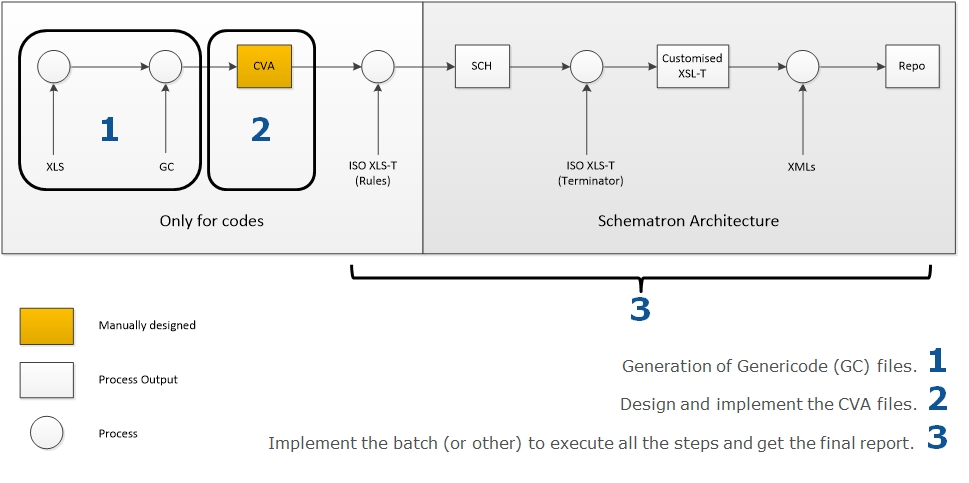 CVA
SCH
Customised
XSL-T
Repo
1
2
XLS
GC
ISO XLS-T
(Rules)
ISO XLS-T
(Terminator)
XMLs
Only for codes
Schematron Architecture
3
Manually designed
Process Output
Process
Generation of Genericode (GC) files. 1
Design and implement the CVA files. 2
Implement the batch (or other) to execute all the steps and get the final report. 3